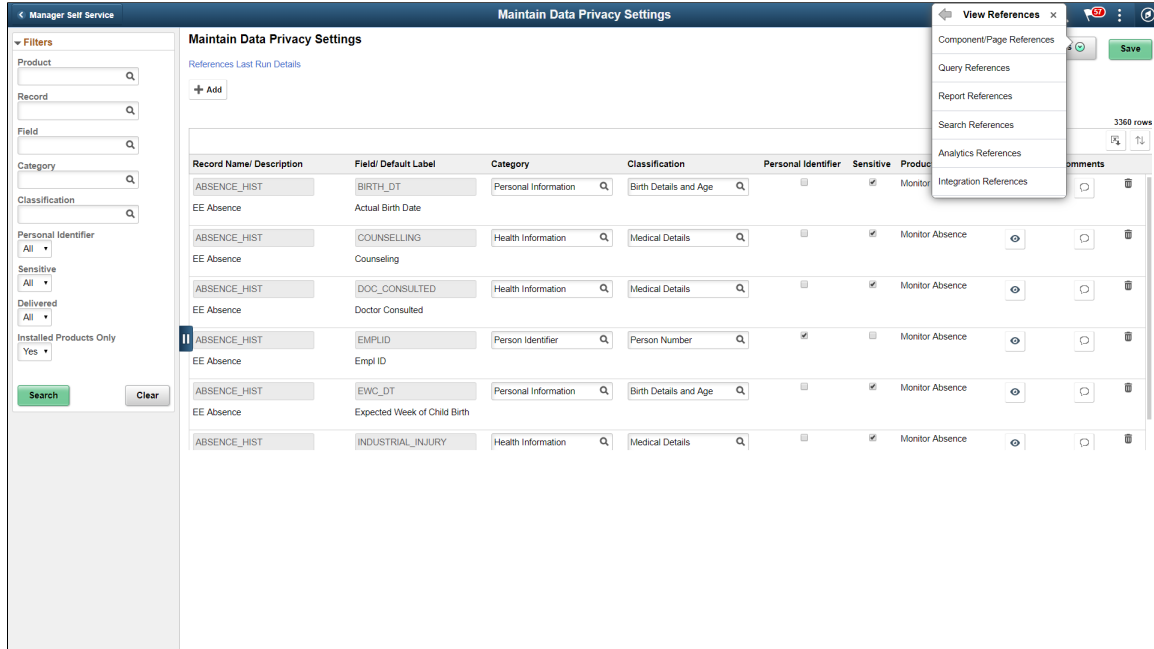 Manager Self Service
Maintain Data Privacy Settings
View References ×
57
Filters
Product
Record
Field
Category
Classification
Personal Identifier
All
Sensitive
All
Delivered
All
Installed Products Only
Yes
Search Clear
Maintain Data Privacy Settings
References Last Run Details
Add
Save
Component/Page References
Query References
Report References
Search References
Analytics References
Integration References
3360 rows
Record Name/ Description Field/ Default Label Category Classification Personal Identifier Sensitive Produc omments
ABSENCE_HIST BIRTH_DT Personal Information Birth Details and Age Monitor
EE Absence Actual Birth Date
ABSENCE_HIST COUNSELLING Health Information Medical Details Monitor Absence
EE Absence Counseling
ABSENCE_HIST DOC_CONSULTED Health Information Medical Details Monitor Absence
EE Absence Doctor Consulted
ABSENCE_HIST EMPLID Person Identifier Person Number Monitor Absence
EE Absence Empl ID
ABSENCE_HIST EWC_DT Personal Information Birth Details and Age Monitor Absence
EE Absence Expected Week of Child Birth
ABSENCE_HIST INDUSTRIAL_INJURY Health Information Medical Details Monitor Absence